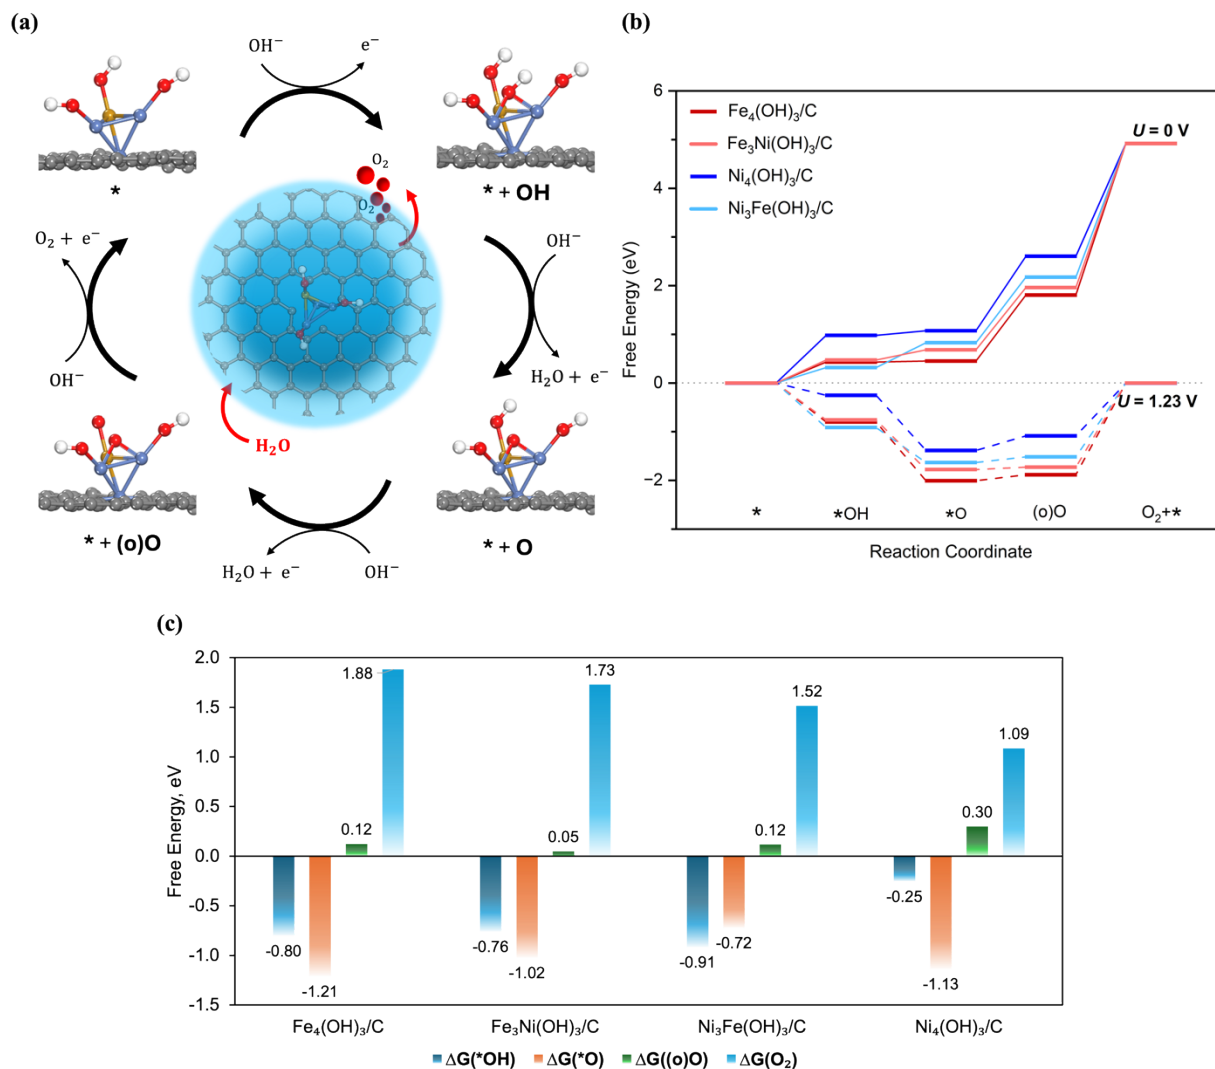 (a)
OH⁻
e⁻
*
O₂
O₂
* + OH
O₂ + e⁻
OH⁻
OH⁻
H₂O + e⁻
H₂O
* + (o)O
* + O
H₂O + e⁻
OH⁻
(b)
6
4
2
0
−2
Free Energy (eV)
Fe₄(OH)₃/C
Fe₃Ni(OH)₃/C
Ni₄(OH)₃/C
Ni₃Fe(OH)₃/C
U = 0 V
U = 1.23 V
*
*OH
*O
(o)O
O₂+*
Reaction Coordinate
(c)
2.0
1.5
1.0
0.5
0.0
-0.5
-1.0
-1.5
Free Energy, eV
1.88
0.12
-0.80
-1.21
1.73
0.05
-0.76
-1.02
1.52
0.12
-0.91
-0.72
1.09
0.30
-0.25
-1.13
Fe₄(OH)₃/C
Fe₃Ni(OH)₃/C
Ni₃Fe(OH)₃/C
Ni₄(OH)₃/C
ΔG(*OH)
ΔG(*O)
ΔG((o)O)
ΔG(O₂)